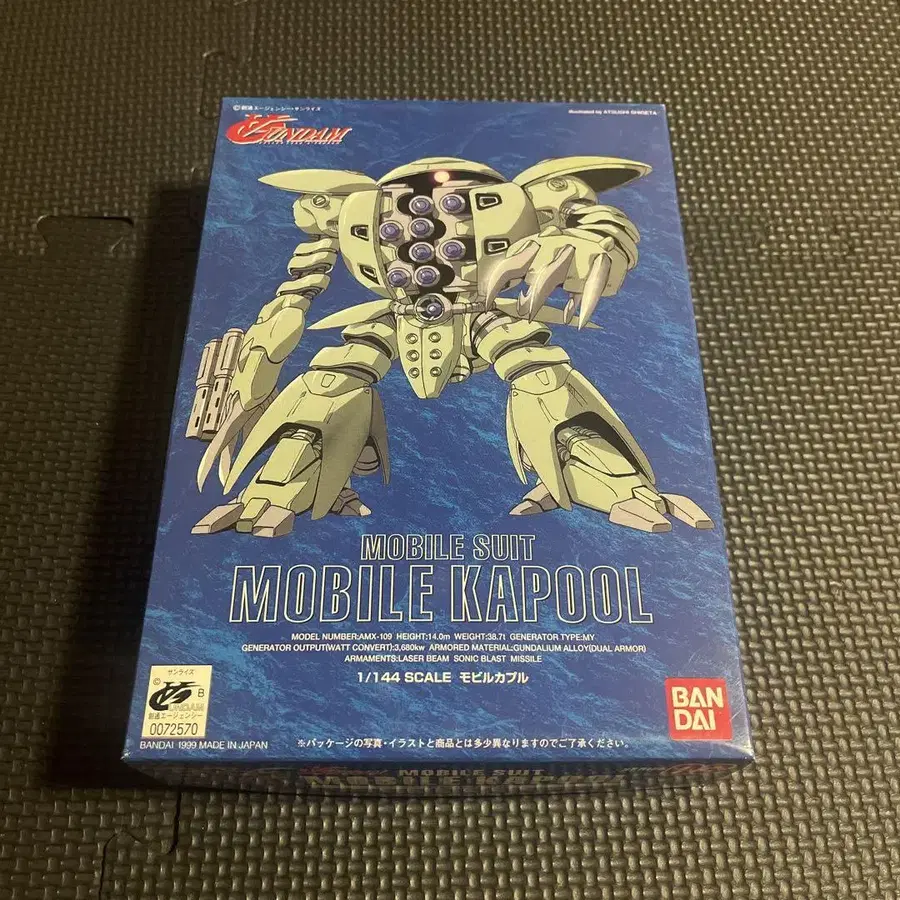 ©創通エージェンシー・サンライズ
Illustrated by ATSUSHI SHIGETA
∀GUNDAM
MOBILE SUIT
MOBILE KAPOOL
MODEL NUMBER:AMX-109 HEIGHT:14.0m WEIGHT:38.7t GENERATOR TYPE:MY
GENERATOR OUTPUT(WATT CONVERT):3,680kw ARMORED MATERIAL:GUNDALIUM ALLOY(DUAL ARMOR)
ARMAMENTS:LASER BEAM SONIC BLAST MISSILE
1/144 SCALE モビルカプル
サンライズ
©
B
∀GUNDAM
創通エージェンシー
0072570
BAN
DAI
BANDAI 1999 MADE IN JAPAN
※パッケージの写真・イラストと商品とは多少異なりますのでご了承ください。
MOBILE SUIT
MOBILE KAPOOL